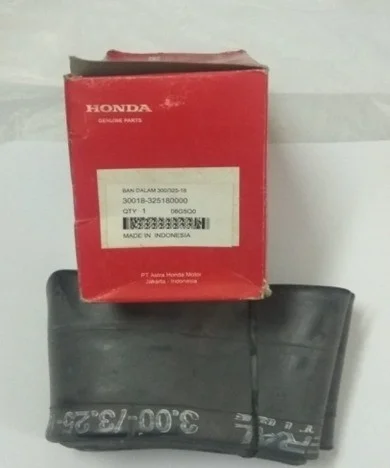 HONDA
GENUINE PARTS
BAN DALAM 300/325-18
30018-325180000
QTY 1 08G5Q0
MADE IN INDONESIA
PT Astra Honda Motor
Jakarta - Indonesia
3.00-/3.25-